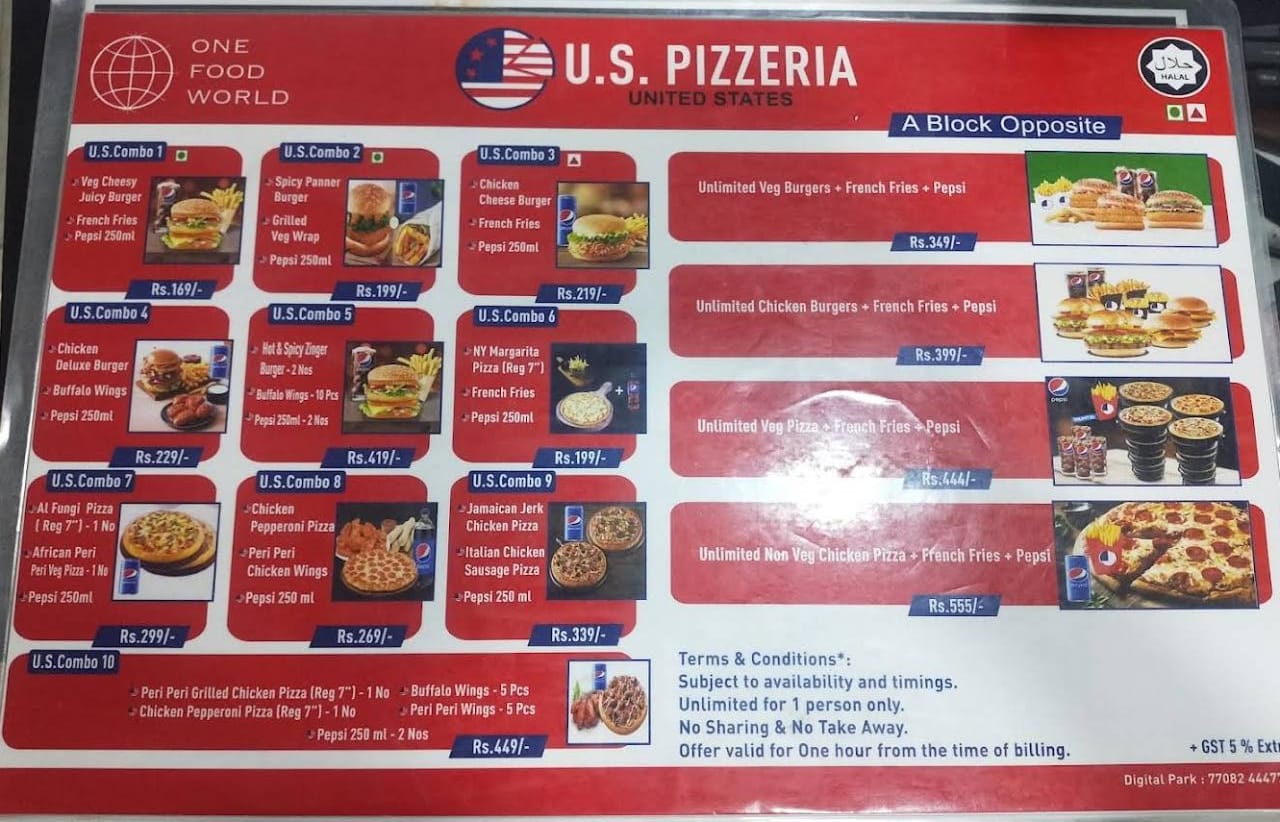 ONE
FOOD
WORLD
U.S. PIZZERIA
UNITED STATES
حلال
HALAL
A Block Opposite
U.S.Combo 1
Veg Cheesy
Juicy Burger
French Fries
Pepsi 250ml
Rs.169/-
U.S.Combo 2
Spicy Panner
Burger
Grilled
Veg Wrap
Pepsi 250ml
Rs.199/-
U.S.Combo 3
Chicken
Cheese Burger
French Fries
Pepsi 250ml
Rs.219/-
U.S.Combo 4
Chicken
Deluxe Burger
Buffalo Wings
Pepsi 250ml
Rs.229/-
U.S.Combo 5
Hot & Spicy Zinger
Burger - 2 Nos
Buffalo Wings - 10 Pcs
Pepsi 250ml - 2 Nos
Rs.419/-
U.S.Combo 6
NY Margarita
Pizza (Reg 7")
French Fries
Pepsi 250ml
+
Rs.199/-
U.S.Combo 7
Al Fungi Pizza
( Reg 7") - 1 No
African Peri
Peri Veg Pizza - 1 No
Pepsi 250ml
Rs.299/-
U.S.Combo 8
Chicken
Pepperoni Pizza
Peri Peri
Chicken Wings
Pepsi 250 ml
Rs.269/-
U.S.Combo 9
Jamaican Jerk
Chicken Pizza
Italian Chicken
Sausage Pizza
Pepsi 250 ml
Rs.339/-
U.S.Combo 10
Peri Peri Grilled Chicken Pizza (Reg 7") - 1 No
Chicken Pepperoni Pizza (Reg 7") - 1 No
Buffalo Wings - 5 Pcs
Peri Peri Wings - 5 Pcs
Pepsi 250 ml - 2 Nos
Rs.449/-
Unlimited Veg Burgers + French Fries + Pepsi
Rs.349/-
Unlimited Chicken Burgers + French Fries + Pepsi
Rs.399/-
Unlimited Veg Pizza + French Fries + Pepsi
pepsi
Rs.444/-
Unlimited Non Veg Chicken Pizza + French Fries + Pepsi
Rs.555/-
Terms & Conditions*:
Subject to availability and timings.
Unlimited for 1 person only.
No Sharing & No Take Away.
Offer valid for One hour from the time of billing.
+ GST 5 % Ext
Digital Park : 77082 4447